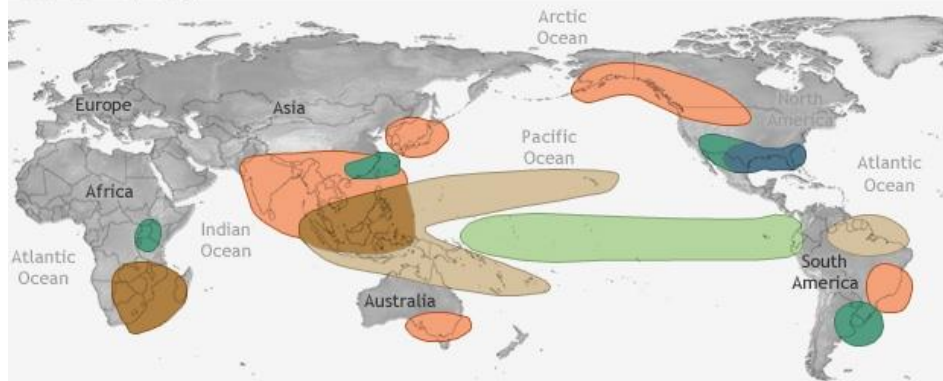 Arctic
Ocean
Europe
Asia
North
America
Pacific
Ocean
Atlantic
Ocean
Africa
Indian
Ocean
Atlantic
Ocean
South
America
Australia